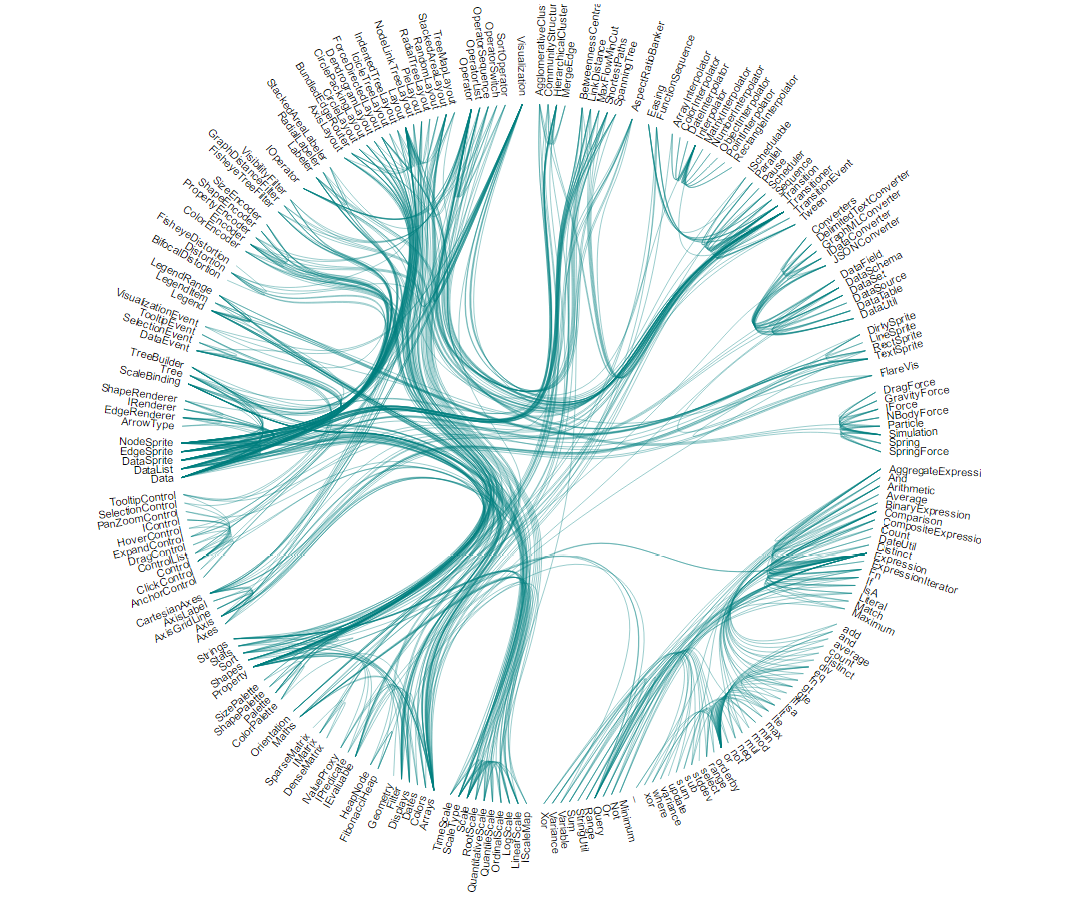 Visualization
AgglomerativeClus
CommunityStructur
HierarchicalCluster
MergeEdge
BetweennessCentra
LinkDistance
MaxFlowMinCut
ShortestPaths
SpanningTree
AspectRatioBanker
Easing
FunctionSequence
ArrayInterpolator
ColorInterpolator
DateInterpolator
Interpolator
MatrixInterpolator
NumberInterpolator
ObjectInterpolator
PointInterpolator
RectangleInterpolator
ISchedulable
Parallel
Pause
Scheduler
Sequence
Transition
Transitioner
TransitionEvent
Tween
Converters
DelimitedTextConverter
GraphMLConverter
IDataConverter
JSONConverter
DataField
DataSchema
DataSet
DataSource
DataTable
DataUtil
DirtySprite
LineSprite
RectSprite
TextSprite
FlareVis
DragForce
GravityForce
IForce
NBodyForce
Particle
Simulation
Spring
SpringForce
AggregateExpressi
And
Arithmetic
Average
BinaryExpression
Comparison
CompositeExpressio
Count
DateUtil
Distinct
Expression
ExpressionIterator
Fn
If
IsA
Literal
Match
Maximum
add
and
average
count
distinct
div
eq
fn
gt
gte
iff
isa
lte
max
min
mod
mul
neq
not
or
orderby
range
select
stddev
sub
sum
update
variance
where
xor
_
Minimum
Not
Or
Query
Range
StringUtil
Sum
Variable
Variance
Xor
IScaleMap
LinearScale
LogScale
OrdinalScale
QuantileScale
QuantitativeScale
RootScale
Scale
ScaleType
TimeScale
Arrays
Colors
Dates
Displays
Filter
Geometry
FibonacciHeap
HeapNode
IEvaluable
IPredicate
IValueProxy
DenseMatrix
IMatrix
SparseMatrix
Maths
Orientation
ColorPalette
Palette
ShapePalette
SizePalette
Property
Shapes
Sort
Stats
Strings
Axes
Axis
AxisGridLine
AxisLabel
CartesianAxes
AnchorControl
ClickControl
Control
ControlList
DragControl
ExpandControl
HoverControl
IControl
PanZoomControl
SelectionControl
TooltipControl
Data
DataList
DataSprite
EdgeSprite
NodeSprite
ArrowType
EdgeRenderer
IRenderer
ShapeRenderer
ScaleBinding
Tree
TreeBuilder
DataEvent
SelectionEvent
TooltipEvent
VisualizationEvent
Legend
LegendItem
LegendRange
BifocalDistortion
Distortion
FisheyeDistortion
ColorEncoder
Encoder
PropertyEncoder
ShapeEncoder
SizeEncoder
FisheyeTreeFilter
GraphDistanceFilter
VisibilityFilter
IOperator
Labeler
RadialLabeler
StackedAreaLabeler
AxisLayout
BundledEdgeRouter
CircleLayout
CirclePackingLayout
DendrogramLayout
ForceDirectedLayout
IcicleTreeLayout
IndentedTreeLayout
Layout
NodeLinkTreeLayout
PieLayout
RadialTreeLayout
RandomLayout
StackedAreaLayout
TreeMapLayout
Operator
OperatorList
OperatorSequence
OperatorSwitch
SortOperator